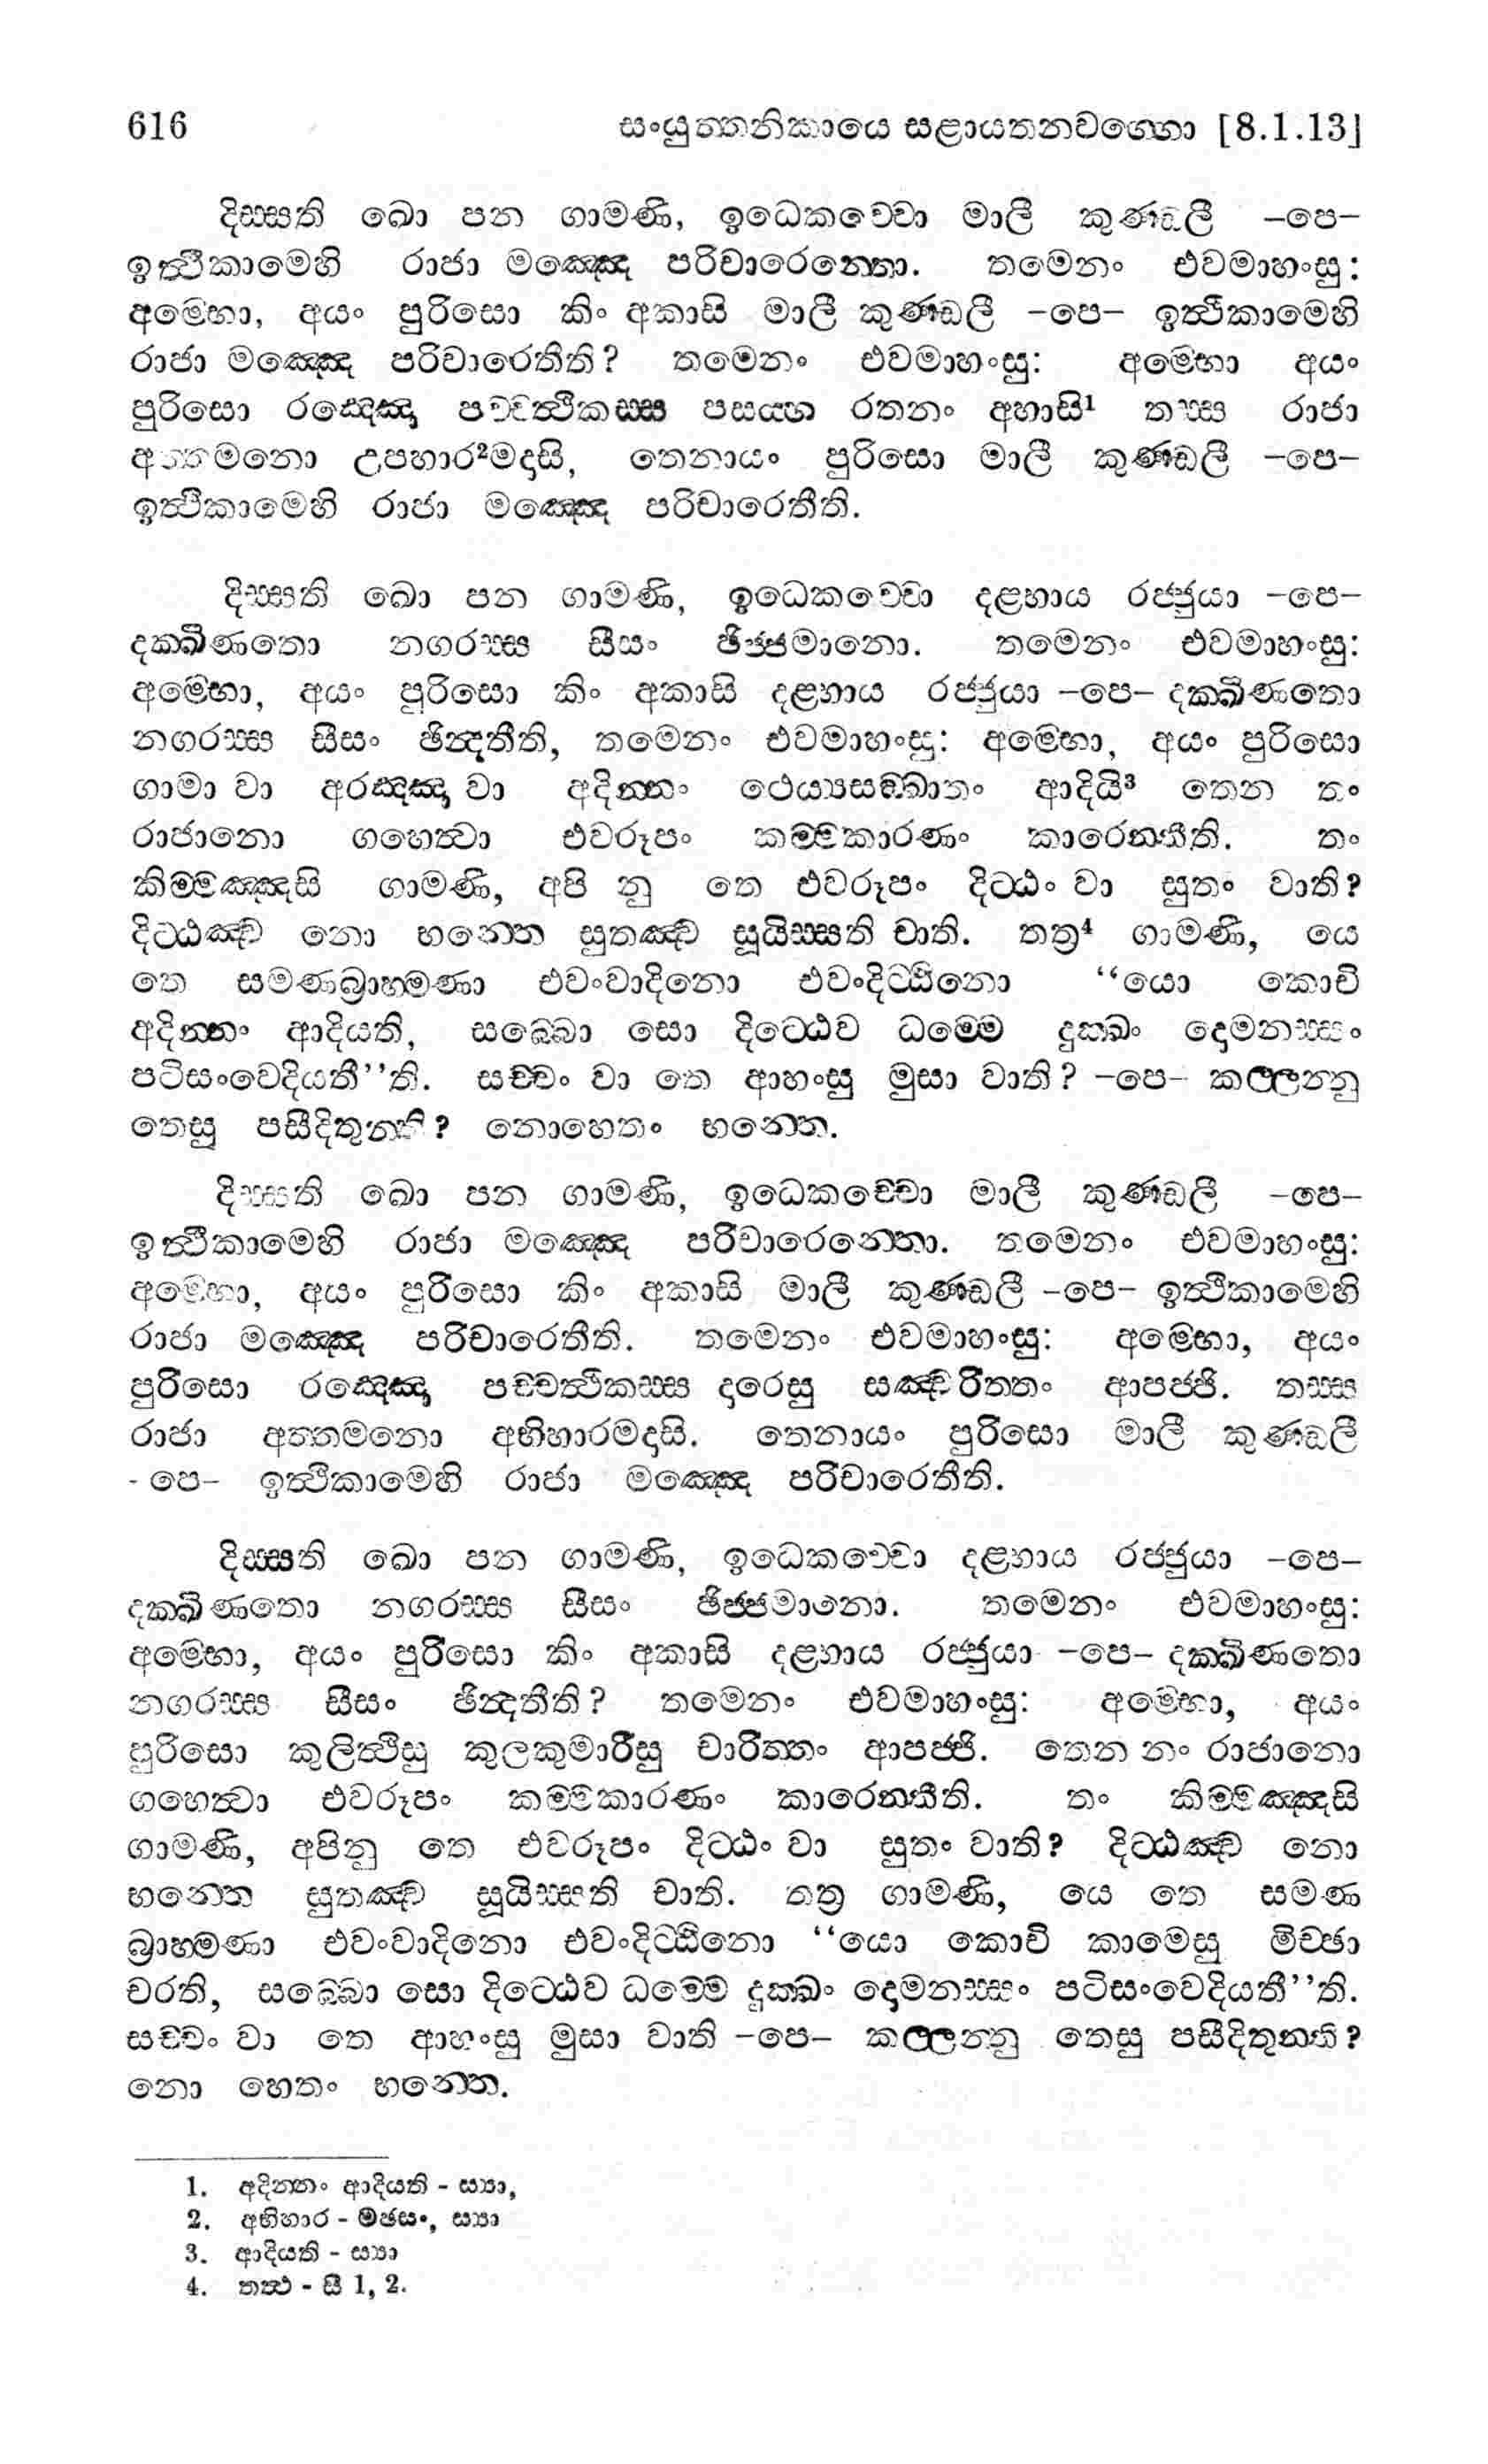 616 සංයුත්තනිකායෙ සළායතනවග්ගො [8.1.13]
දිස්සති ඛො පන ගාමණි, ඉධෙකච්චො මාලී කුණ්ඩලී –පෙ–
ඉත්ථිකාමෙහි රාජා මඤ්ඤෙ පරිචාරෙන්තො. තමෙනං එවමාහංසු:
අම්භො, අයං පුරිසො කිං අකාසි මාලී කුණ්ඩලී –පෙ– ඉත්ථිකාමෙහි
රාජා මඤ්ඤෙ පරිචාරෙතීති? තමෙනං එවමාහංසු: අම්භො අයං
පුරිසො රඤ්ඤො පච්චත්ථිකස්ස පසය්හ රතනං අහාසි¹ තස්ස රාජා
අත්තමනො උපහාර²මදාසි, තෙනායං පුරිසො මාලී කුණ්ඩලී –පෙ–
ඉත්ථිකාමෙහි රාජා මඤ්ඤෙ පරිචාරෙතීති.
දිස්සති ඛො පන ගාමණි, ඉධෙකච්චො දළ්හාය රජ්ජුයා –පෙ–
දක්ඛිණතො නගරස්ස සීසං ඡිජ්ජමානො. තමෙනං එවමාහංසු:
අම්භො, අයං පුරිසො කිං අකාසි දළ්හාය රජ්ජුයා –පෙ– දක්ඛිණතො
නගරස්ස සීසං ඡින්දතීති, තමෙනං එවමාහංසු: අම්භො, අයං පුරිසො
ගාමා වා අරඤ්ඤා වා අදින්නං ථෙය්‍යසඞ්ඛාතං ආදියි³ තෙන තං
රාජානො ගහෙත්වා එවරූපං කම්මකාරණං කාරෙන්තීති. තං
කිම්මඤ්ඤසි ගාමණි, අපි නු තෙ එවරූපං දිට්ඨං වා සුතං වාති?
දිට්ඨඤ්ච නො භන්තෙ සුතඤ්ච සූයිස්සති චාති. තත්‍ර⁴ ගාමණි, යෙ
තෙ සමණබ්‍රාහ්මණා එවංවාදිනො එවංදිට්ඨිනො “යො කොචි
අදින්නං ආදියති, සබ්බො සො දිට්ඨෙව ධම්මෙ දුක්ඛං දොමනස්සං
පටිසංවෙදියතී”ති. සච්චං වා තෙ ආහංසු මුසා වාති? –පෙ– කල්ලන්නු
තෙසු පසීදිතුන්ති? නොහෙතං භන්තෙ.
දිස්සති ඛො පන ගාමණි, ඉධෙකච්චො මාලී කුණ්ඩලී –පෙ–
ඉත්ථිකාමෙහි රාජා මඤ්ඤෙ පරිචාරෙන්තො. තමෙනං එවමාහංසු:
අම්භො, අයං පුරිසො කිං අකාසි මාලී කුණ්ඩලී –පෙ– ඉත්ථිකාමෙහි
රාජා මඤ්ඤෙ පරිචාරෙතීති. තමෙනං එවමාහංසු: අම්භො, අයං
පුරිසො රඤ්ඤො පච්චත්ථිකස්ස දාරෙසු සඤ්චරිත්තං ආපජ්ජි. තස්ස
රාජා අත්තමනො අභිහාරමදාසි. තෙනායං පුරිසො මාලී කුණ්ඩලී
-පෙ– ඉත්ථිකාමෙහි රාජා මඤ්ඤෙ පරිචාරෙතීති.
දිස්සති ඛො පන ගාමණි, ඉධෙකච්චො දළ්හාය රජ්ජුයා –පෙ–
දක්ඛිණතො නගරස්ස සීසං ඡිජ්ජමානො. තමෙනං එවමාහංසු:
අම්භො, අයං පුරිසො කිං අකාසි දළ්හාය රජ්ජුයා –පෙ– දක්ඛිණතො
නගරස්ස සීසං ඡින්දතීති? තමෙනං එවමාහංසු: අම්භො, අයං
පුරිසො කුලිත්ථිසු කුලකුමාරීසු චාරිත්තං ආපජ්ජි. තෙන නං රාජානො
ගහෙත්වා එවරූපං කම්මකාරණං කාරෙන්තීති. තං කිම්මඤ්ඤසි
ගාමණි, අපිනු තෙ එවරූපං දිට්ඨං වා සුතං වාති? දිට්ඨඤ්ච නො
භන්තෙ සුතඤ්ච සූයිස්සති චාති. තත්‍ර ගාමණි, යෙ තෙ සමණ
බ්‍රාහ්මණා එවංවාදිනො එවංදිට්ඨිනො “යො කොචි කාමෙසු මිච්ඡා
චරති, සබ්බො සො දිට්ඨෙව ධම්මෙ දුක්ඛං දොමනස්සං පටිසංවෙදියතී”ති.
සච්චං වා තෙ ආහංසු මුසා වාති –පෙ– කල්ලන්නු තෙසු පසීදිතුන්ති?
නො හෙතං භන්තෙ.
1. අදින්නං ආදියති - ස්‍යා,
2. අභිහාර - මඡසං, ස්‍යා
3. ආදියති - ස්‍යා
4. තත්ථ - සී 1, 2.